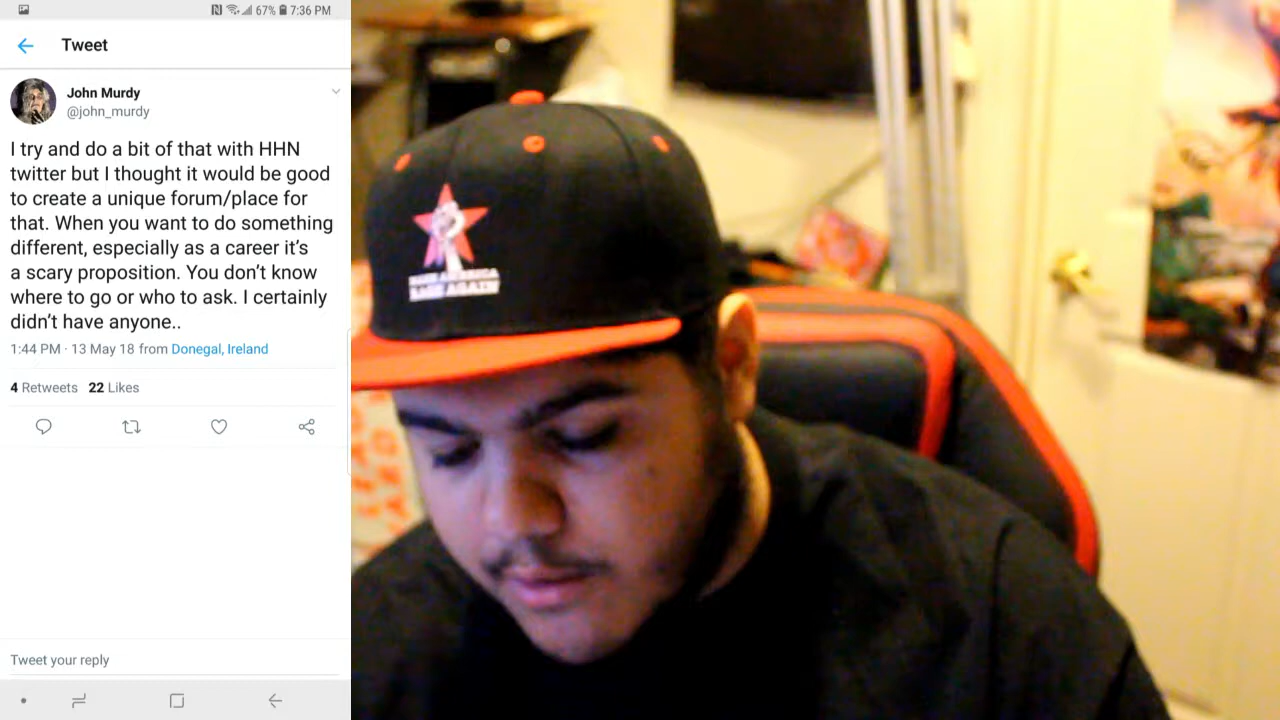 67% 7:36 PM
Tweet
John Murdy
@john_murdy
I try and do a bit of that with HHN
twitter but I thought it would be good
to create a unique forum/place for
that. When you want to do something
different, especially as a career it's
a scary proposition. You don't know
where to go or who to ask. I certainly
didn't have anyone..
1:44 PM · 13 May 18 from Donegal, Ireland
4 Retweets 22 Likes
Tweet your reply
AMERICA
AGAIN